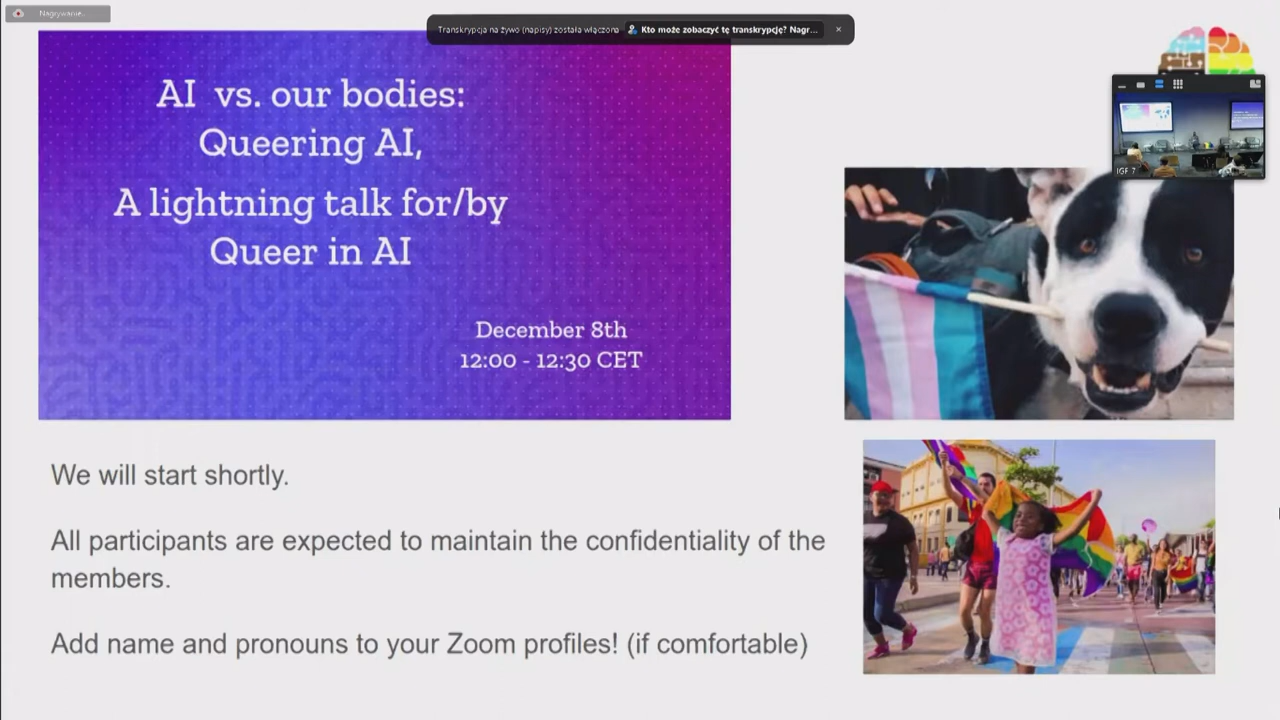 Nagrywanie...
Transkrypcja na żywo (napisy) została włączona Kto może zobaczyć tę transkrypcję? Nagr...
AI vs. our bodies:
Queering AI,
A lightning talk for/by
Queer in AI
December 8th
12:00 - 12:30 CET
IGF 7
We will start shortly.
All participants are expected to maintain the confidentiality of the
members.
Add name and pronouns to your Zoom profiles! (if comfortable)